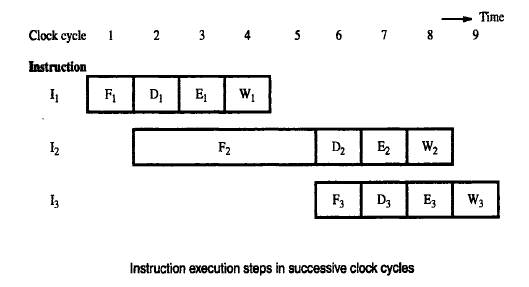 Time
Clock cycle 1 2 3 4 5 6 7 8 9
Instruction
I₁ F₁ D₁ E₁ W₁
I₂ F₂ D₂ E₂ W₂
I₃ F₃ D₃ E₃ W₃
Instruction execution steps in successive clock cycles